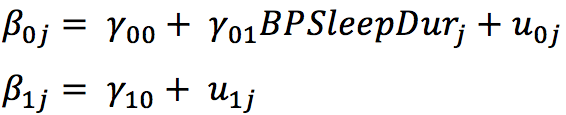 β₀ⱼ = γ₀₀ + γ₀₁BPSleepDurⱼ + u₀ⱼ
β₁ⱼ = γ₁₀ + u₁ⱼ